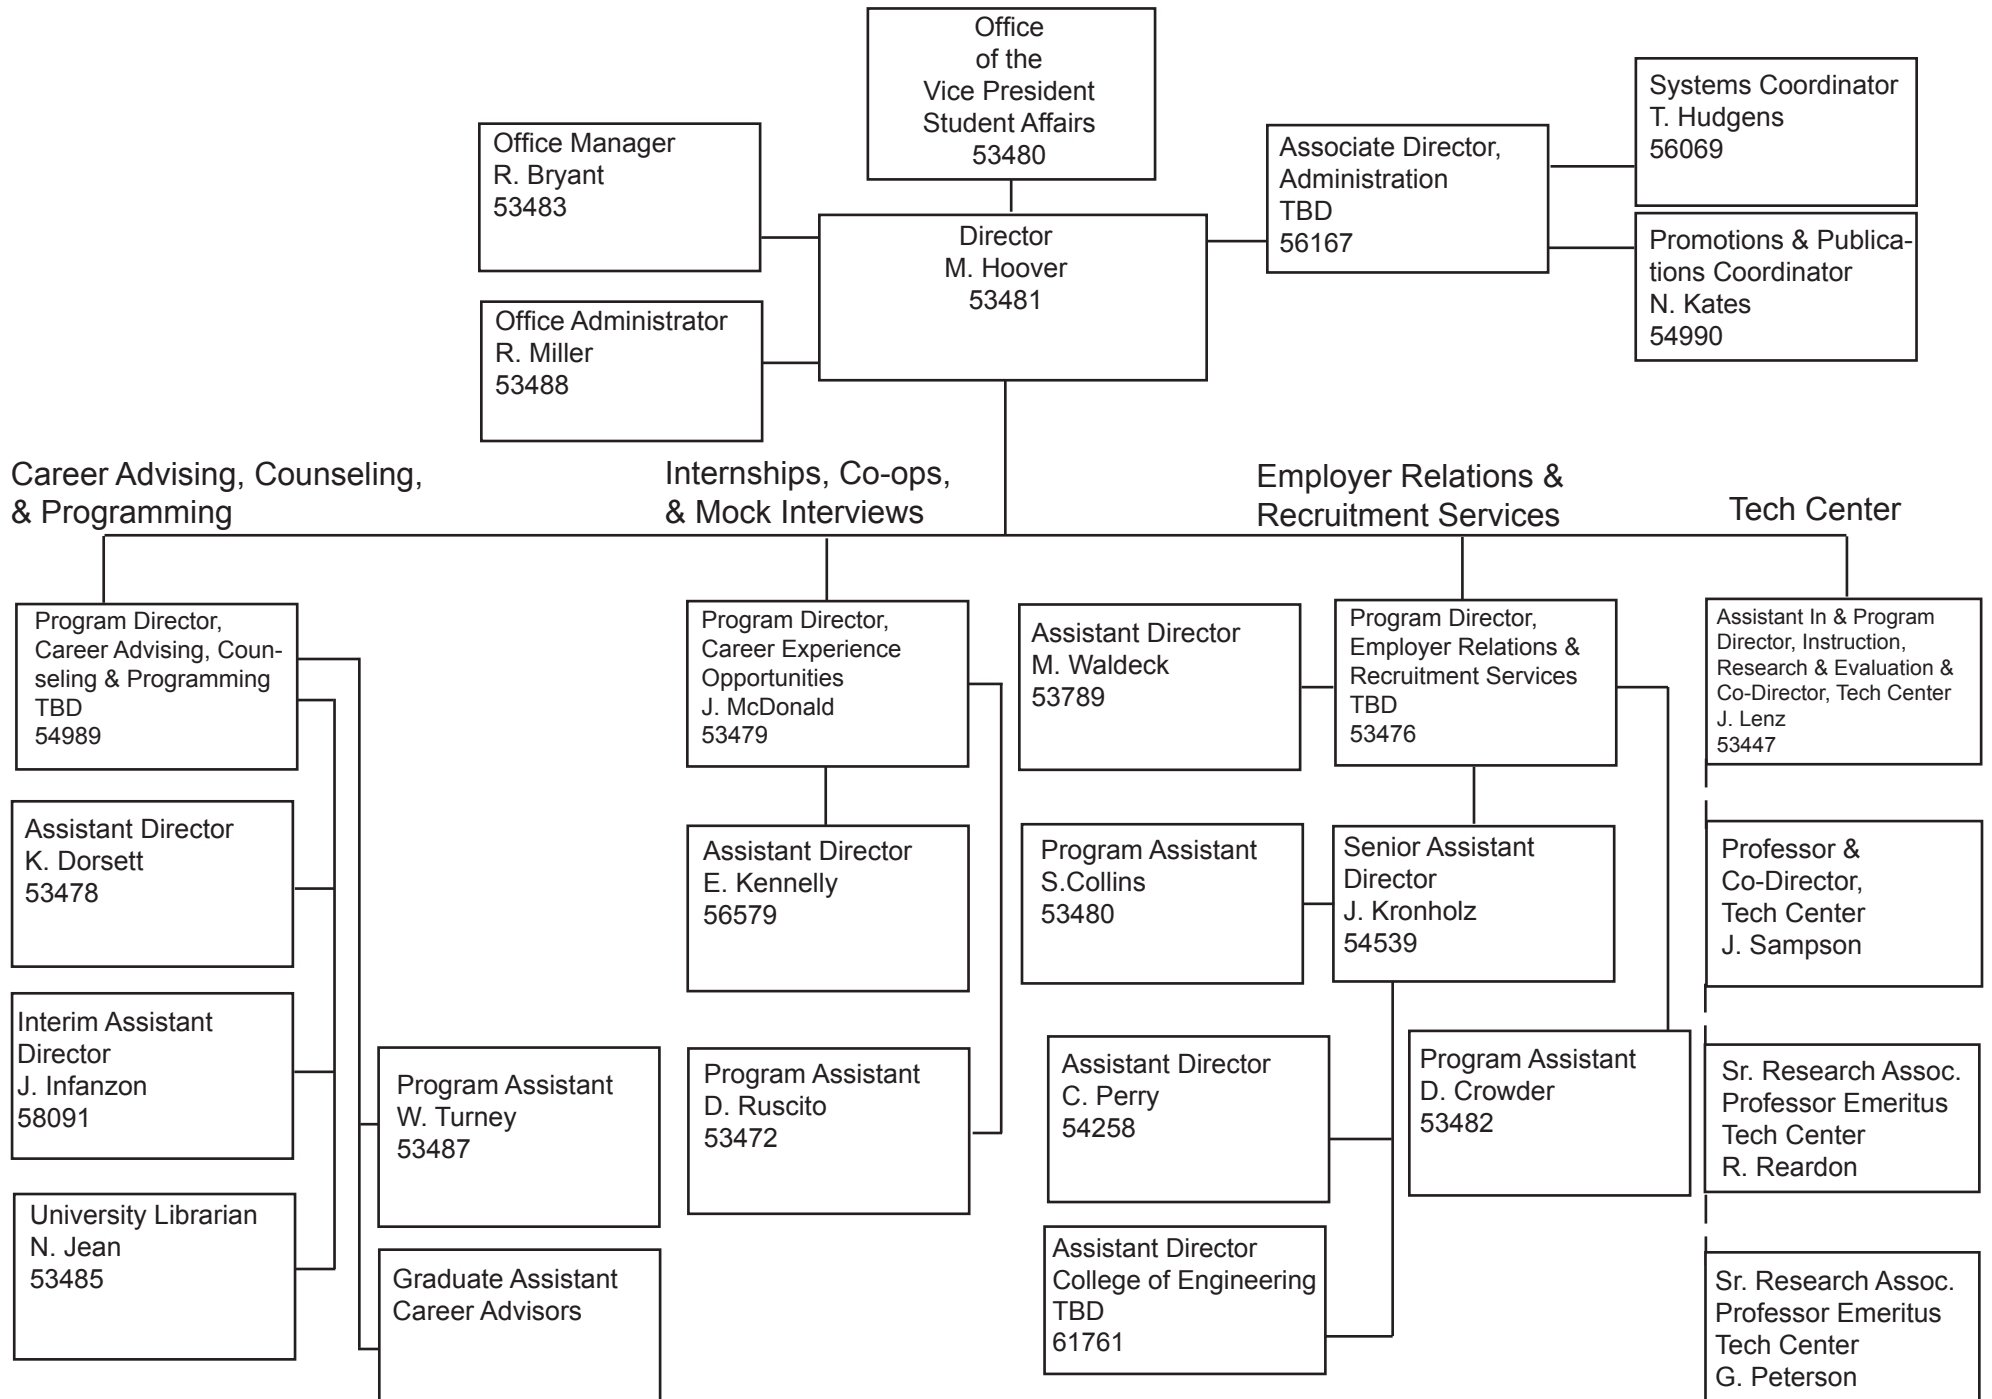 Office
of the
Vice President
Student Affairs
53480
Office Manager
R. Bryant
53483
Office Administrator
R. Miller
53488
Director
M. Hoover
53481
Associate Director,
Administration
TBD
56167
Systems Coordinator
T. Hudgens
56069
Promotions & Publica-
tions Coordinator
N. Kates
54990
Career Advising, Counseling,
& Programming
Internships, Co-ops,
& Mock Interviews
Employer Relations &
Recruitment Services
Tech Center
Program Director,
Career Advising, Coun-
seling & Programming
TBD
54989
Assistant Director
K. Dorsett
53478
Interim Assistant
Director
J. Infanzon
58091
University Librarian
N. Jean
53485
Program Assistant
W. Turney
53487
Graduate Assistant
Career Advisors
Program Director,
Career Experience
Opportunities
J. McDonald
53479
Assistant Director
E. Kennelly
56579
Program Assistant
D. Ruscito
53472
Assistant Director
M. Waldeck
53789
Program Director,
Employer Relations &
Recruitment Services
TBD
53476
Program Assistant
S.Collins
53480
Senior Assistant
Director
J. Kronholz
54539
Assistant Director
C. Perry
54258
Program Assistant
D. Crowder
53482
Assistant Director
College of Engineering
TBD
61761
Assistant In & Program
Director, Instruction,
Research & Evaluation &
Co-Director, Tech Center
J. Lenz
53447
Professor &
Co-Director,
Tech Center
J. Sampson
Sr. Research Assoc.
Professor Emeritus
Tech Center
R. Reardon
Sr. Research Assoc.
Professor Emeritus
Tech Center
G. Peterson